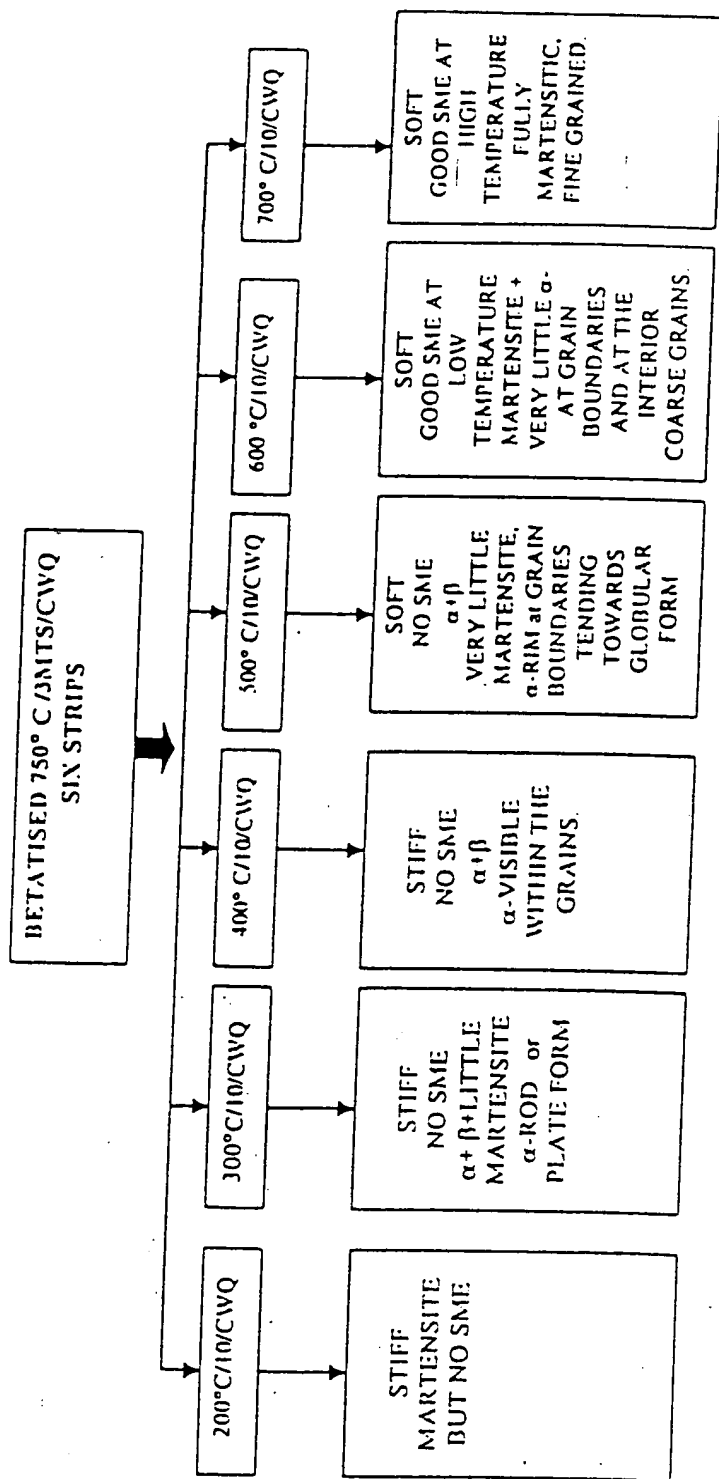 BETATISED 750° C /3MTS/CWQ
SIX STRIPS
200°C/10/CWQ
300°C/10/CWQ
400° C/10/CWQ
500° C/10/CWQ
600 °C/10/CWQ
700° C/10/CWQ
STIFF
MARTENSITE
BUT NO SME
STIFF
NO SME
α+ β+LITTLE
MARTENSITE
α-ROD or
PLATE FORM
STIFF
NO SME
α+β
α-VISIBLE
WITHIN THE
GRAINS.
SOFT
NO SME
α+β
VERY LITTLE
MARTENSITE,
α-RIM at GRAIN
BOUNDARIES
TENDING
TOWARDS
GLOBULAR
FORM
SOFT
GOOD SME AT
LOW
TEMPERATURE
MARTENSITE +
VERY LITTLE α-
AT GRAIN
BOUNDARIES
AND AT THE
INTERIOR
COARSE GRAINS.
SOFT
GOOD SME AT
HIGH
TEMPERATURE
FULLY
MARTENSITIC,
FINE GRAINED.